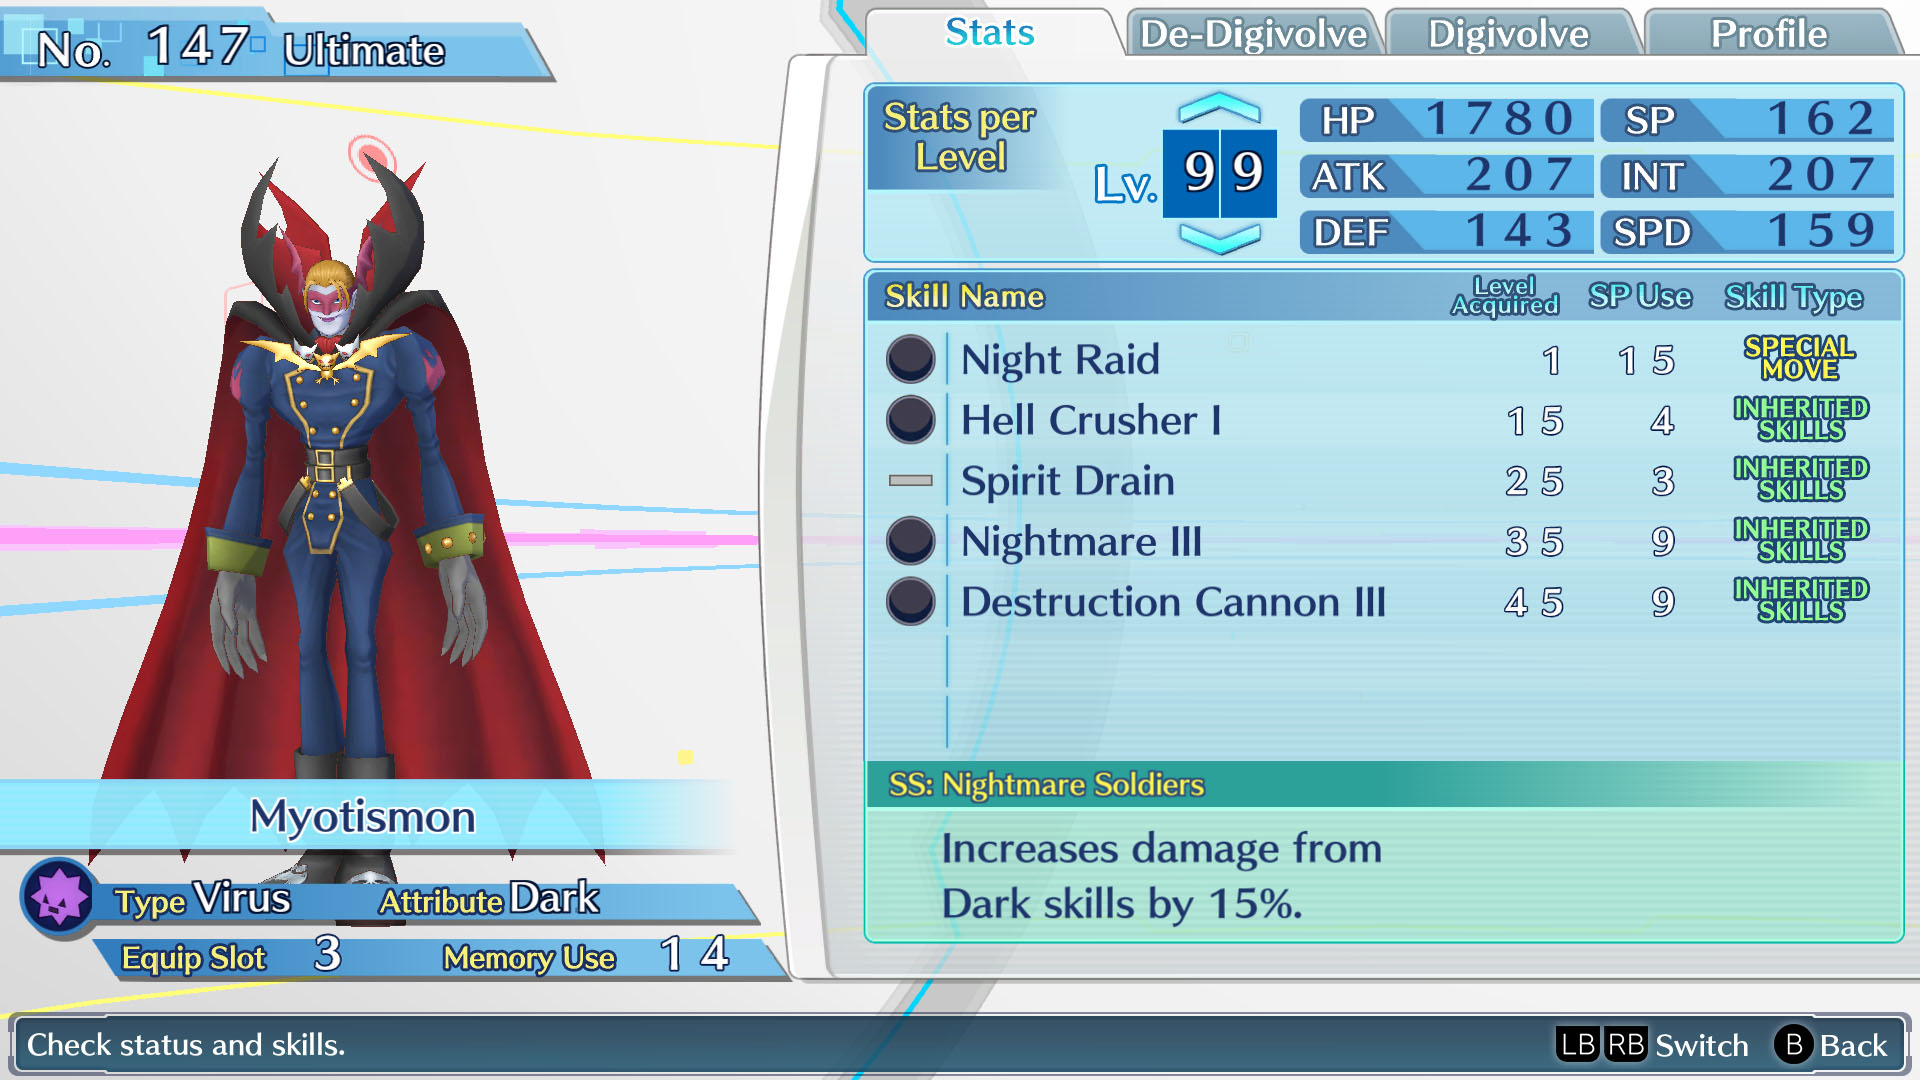 No. 147 Ultimate
Stats De-Digivolve Digivolve Profile
Stats per
Level
Lv. 99
HP 1780 SP 162
ATK 207 INT 207
DEF 143 SPD 159
Skill Name Level Acquired SP Use Skill Type
Night Raid 1 15 SPECIAL MOVE
Hell Crusher I 15 4 INHERITED SKILLS
Spirit Drain 25 3 INHERITED SKILLS
Nightmare III 35 9 INHERITED SKILLS
Destruction Cannon III 45 9 INHERITED SKILLS
SS: Nightmare Soldiers
Increases damage from
Dark skills by 15%.
Myotismon
Type Virus Attribute Dark
Equip Slot 3 Memory Use 14
Check status and skills.
LB RB Switch B Back